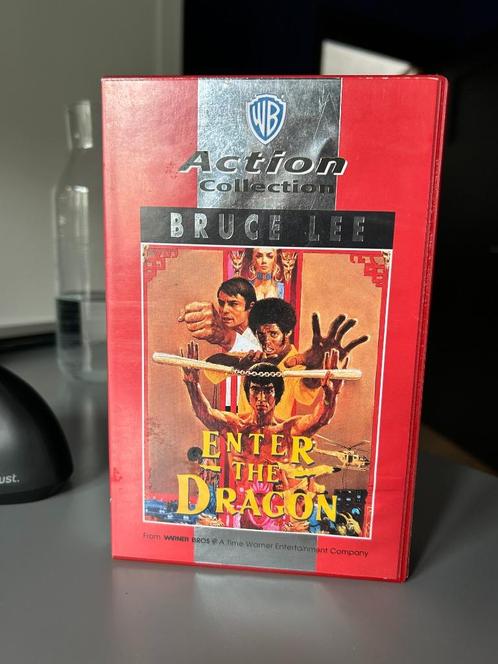 WB
Action
Collection
BRUCE LEE
ENTER
THE
DRAGON
From WARNER BROS A Time Warner Entertainment Company
ust.